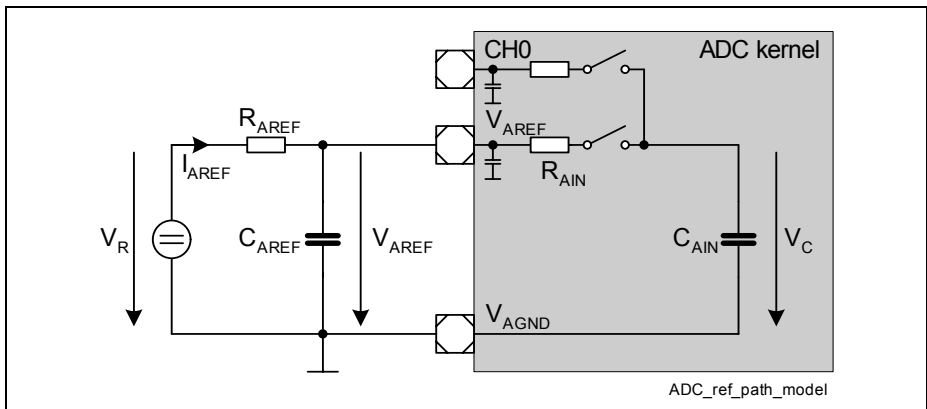 CH0 ADC kernel
R_AREF
V_AREF
I_AREF
R_AIN
V_R
C_AREF
V_AREF
C_AIN
V_C
V_AGND
ADC_ref_path_model